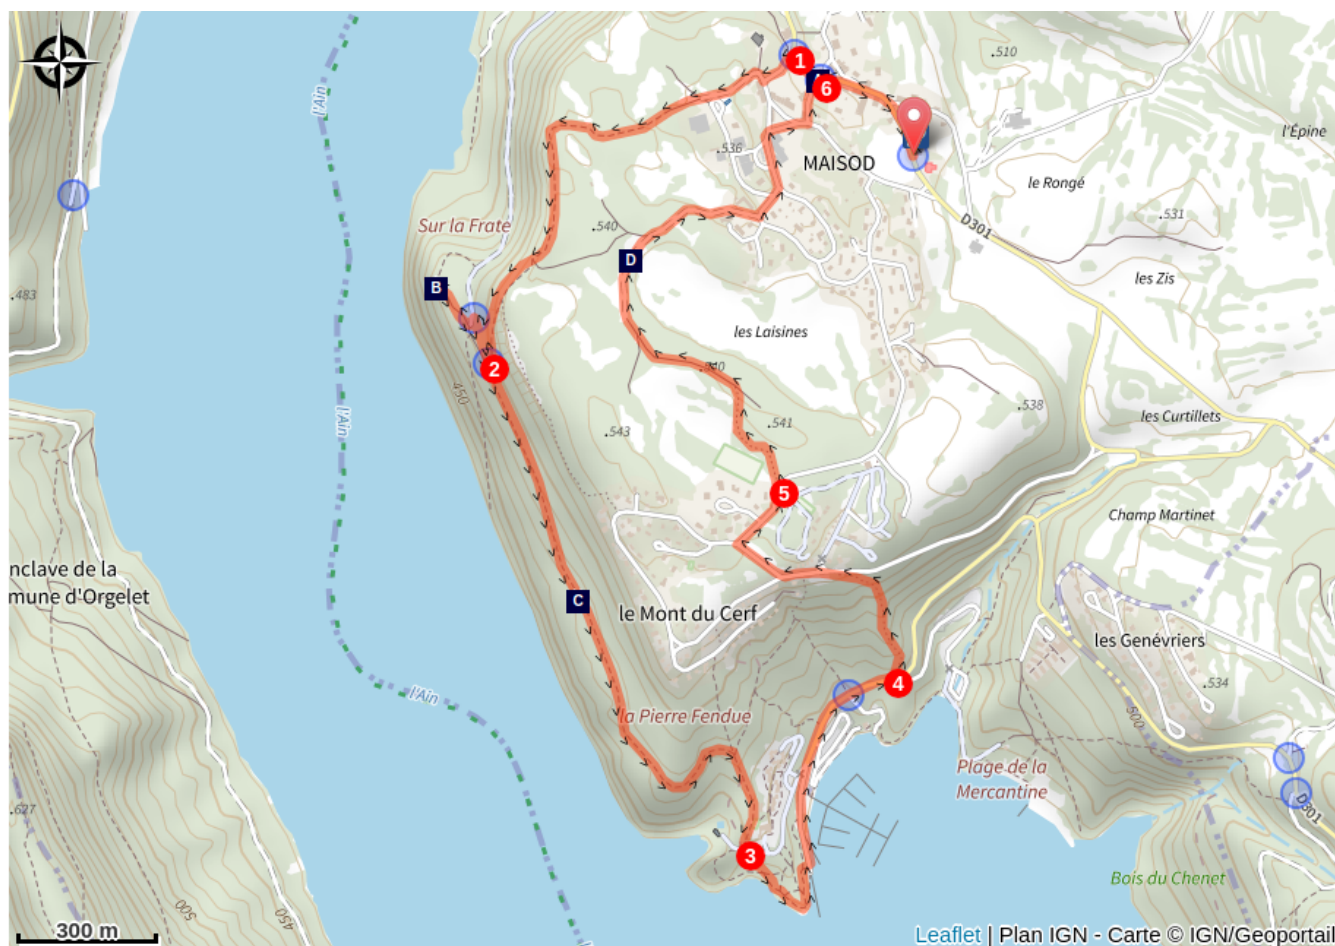 l'Ain
.510
1
6
l'Épine
.536
MAISOD
le Rongé
Sur la Frate
.540
D301
.531
D
B
les Zis
.483
les Laisines
2
450
l'Ain
.538
.541
les Curtillets
.543
5
Champ Martinet
nclave de la
mune d'Orgelet
C
le Mont du Cerf
les Genévriers
4
.534
l'Ain
la Pierre Fendue
500
Plage de la
Mercantine
.627
D301
3
Bois du Chenet
500
450
300 m
Leaflet | Plan IGN - Carte © IGN/Geoportail